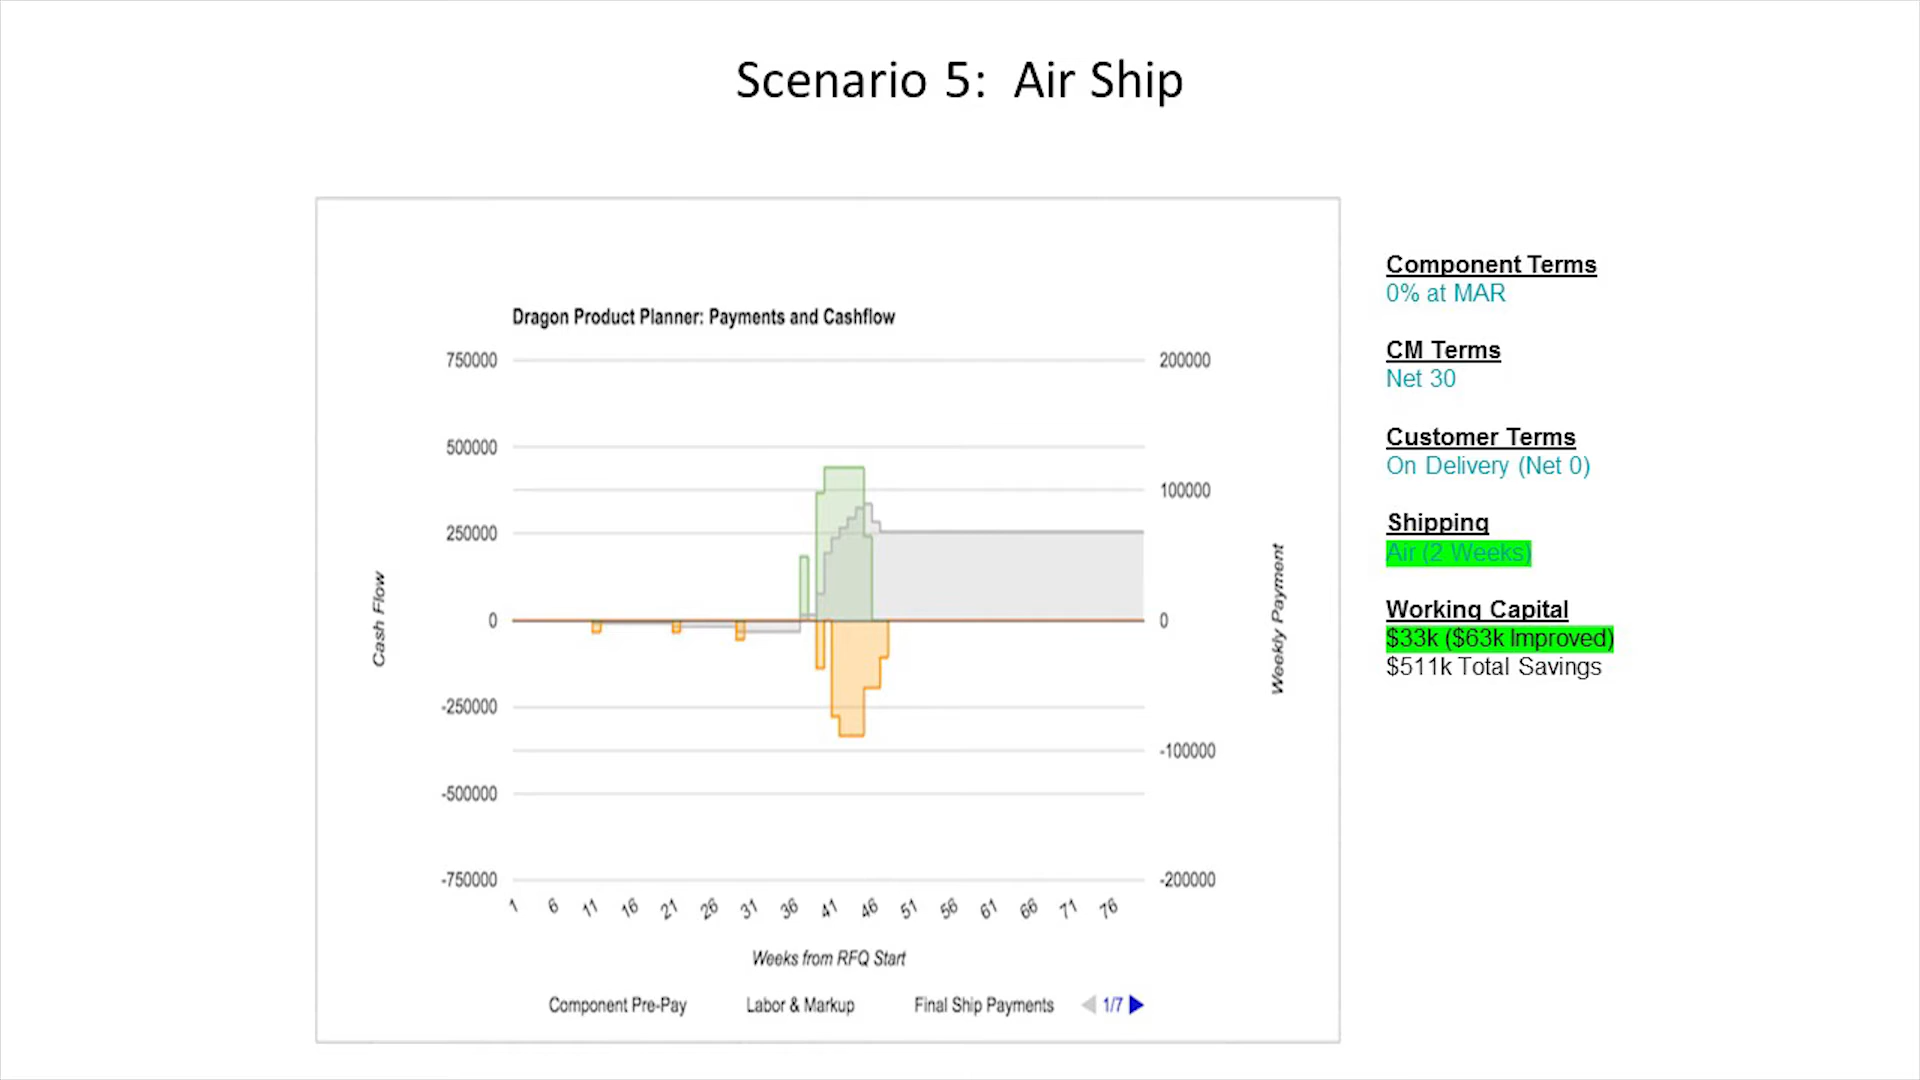 Scenario 5:  Air Ship
Dragon Product Planner: Payments and Cashflow
750000
500000
250000
0
-250000
-500000
-750000
Cash Flow
200000
100000
0
-100000
-200000
Weekly Payment
1 6 11 16 21 26 31 36 41 46 51 56 61 66 71 76
Weeks from RFQ Start
Component Pre-Pay Labor & Markup Final Ship Payments 1/7
Component Terms
0% at MAR
CM Terms
Net 30
Customer Terms
On Delivery (Net 0)
Shipping
Air (2 Weeks)
Working Capital
$33k ($63k Improved)
$511k Total Savings